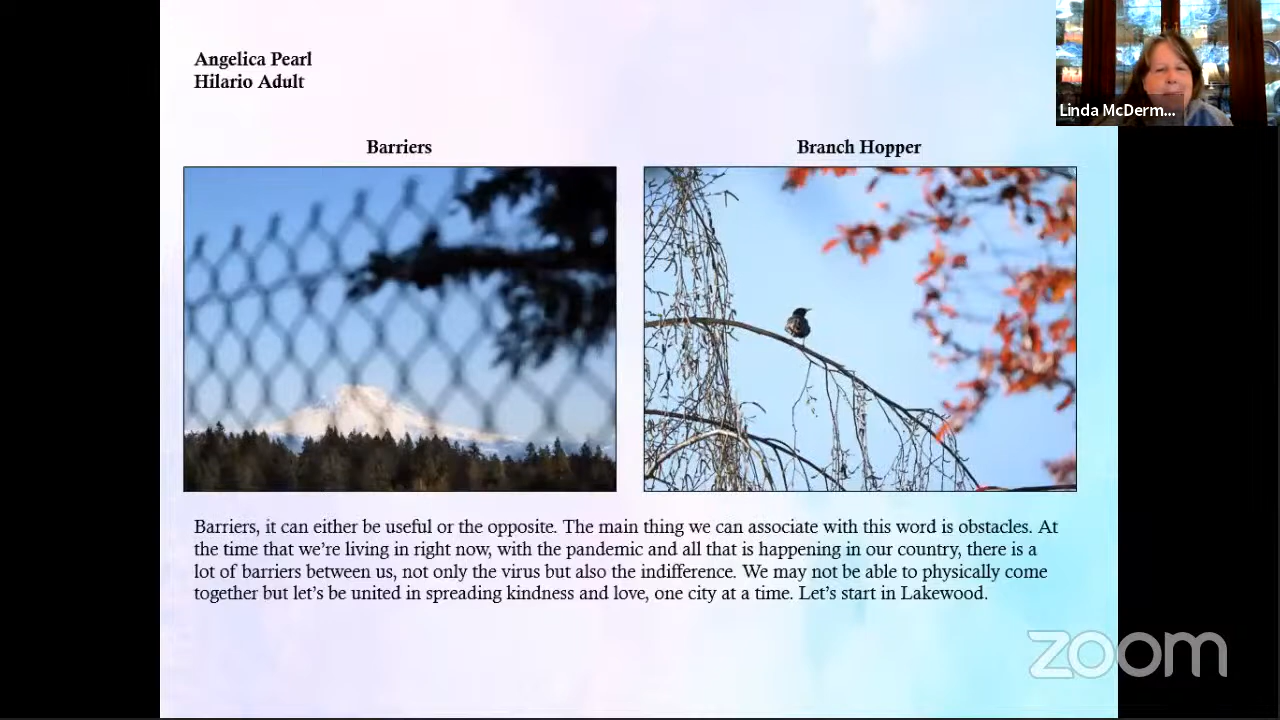 Angelica Pearl
Hilario Adult
Linda McDerm...
Barriers
Branch Hopper
Barriers, it can either be useful or the opposite. The main thing we can associate with this word is obstacles. At
the time that we're living in right now, with the pandemic and all that is happening in our country, there is a
lot of barriers between us, not only the virus but also the indifference. We may not be able to physically come
together but let's be united in spreading kindness and love, one city at a time. Let's start in Lakewood.
zoom